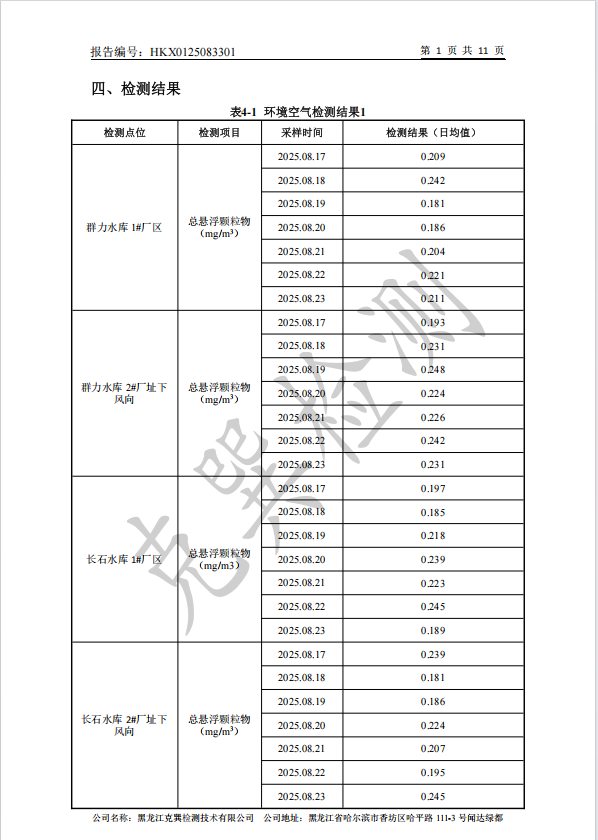 报告编号：HKX0125083301 第 1 页 共 11 页
四、检测结果
表4-1 环境空气检测结果1
检测点位 检测项目 采样时间 检测结果（日均值）
群力水库 1#厂区 总悬浮颗粒物（mg/m³） 2025.08.17 0.209
2025.08.18 0.242
2025.08.19 0.181
2025.08.20 0.186
2025.08.21 0.204
2025.08.22 0.221
2025.08.23 0.211
群力水库 2#厂址下风向 总悬浮颗粒物（mg/m³） 2025.08.17 0.193
2025.08.18 0.231
2025.08.19 0.248
2025.08.20 0.224
2025.08.21 0.226
2025.08.22 0.242
2025.08.23 0.231
长石水库 1#厂区 总悬浮颗粒物（mg/m3） 2025.08.17 0.197
2025.08.18 0.185
2025.08.19 0.218
2025.08.20 0.239
2025.08.21 0.223
2025.08.22 0.245
2025.08.23 0.189
长石水库 2#厂址下风向 总悬浮颗粒物（mg/m³） 2025.08.17 0.239
2025.08.18 0.181
2025.08.19 0.186
2025.08.20 0.224
2025.08.21 0.207
2025.08.22 0.195
2025.08.23 0.245
公司名称：黑龙江克巽检测技术有限公司 公司地址：黑龙江省哈尔滨市香坊区哈平路 111-3 号闻达绿都
克巽检测